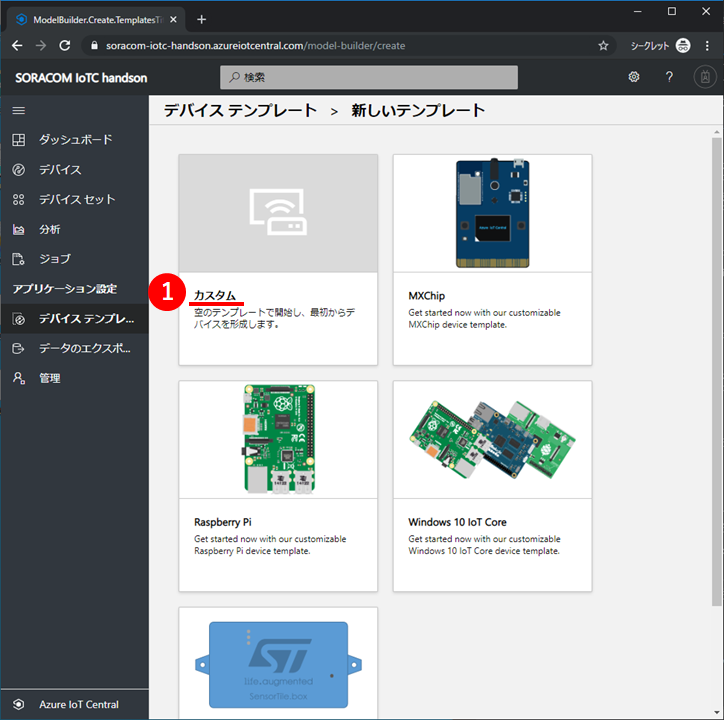 ModelBuilder.Create.TemplatesTi
soracom-iotc-handson.azureiotcentral.com/model-builder/create
シークレット
SORACOM IoTC handson
検索
デバイス テンプレート > 新しいテンプレート
ダッシュボード
デバイス
デバイス セット
分析
ジョブ
アプリケーション設定
デバイス テンプレ...
データのエクスポ...
管理
Azure IoT Central
1
カスタム
空のテンプレートで開始し、最初からデ
バイスを形成します。
MXChip
Get started now with our customizable
MXChip device template.
Raspberry Pi
Get started now with our customizable
Raspberry Pi device template.
Windows 10 IoT Core
Get started now with our customizable
Windows 10 IoT Core device template.
ST
life.augmented
SensorTile.box